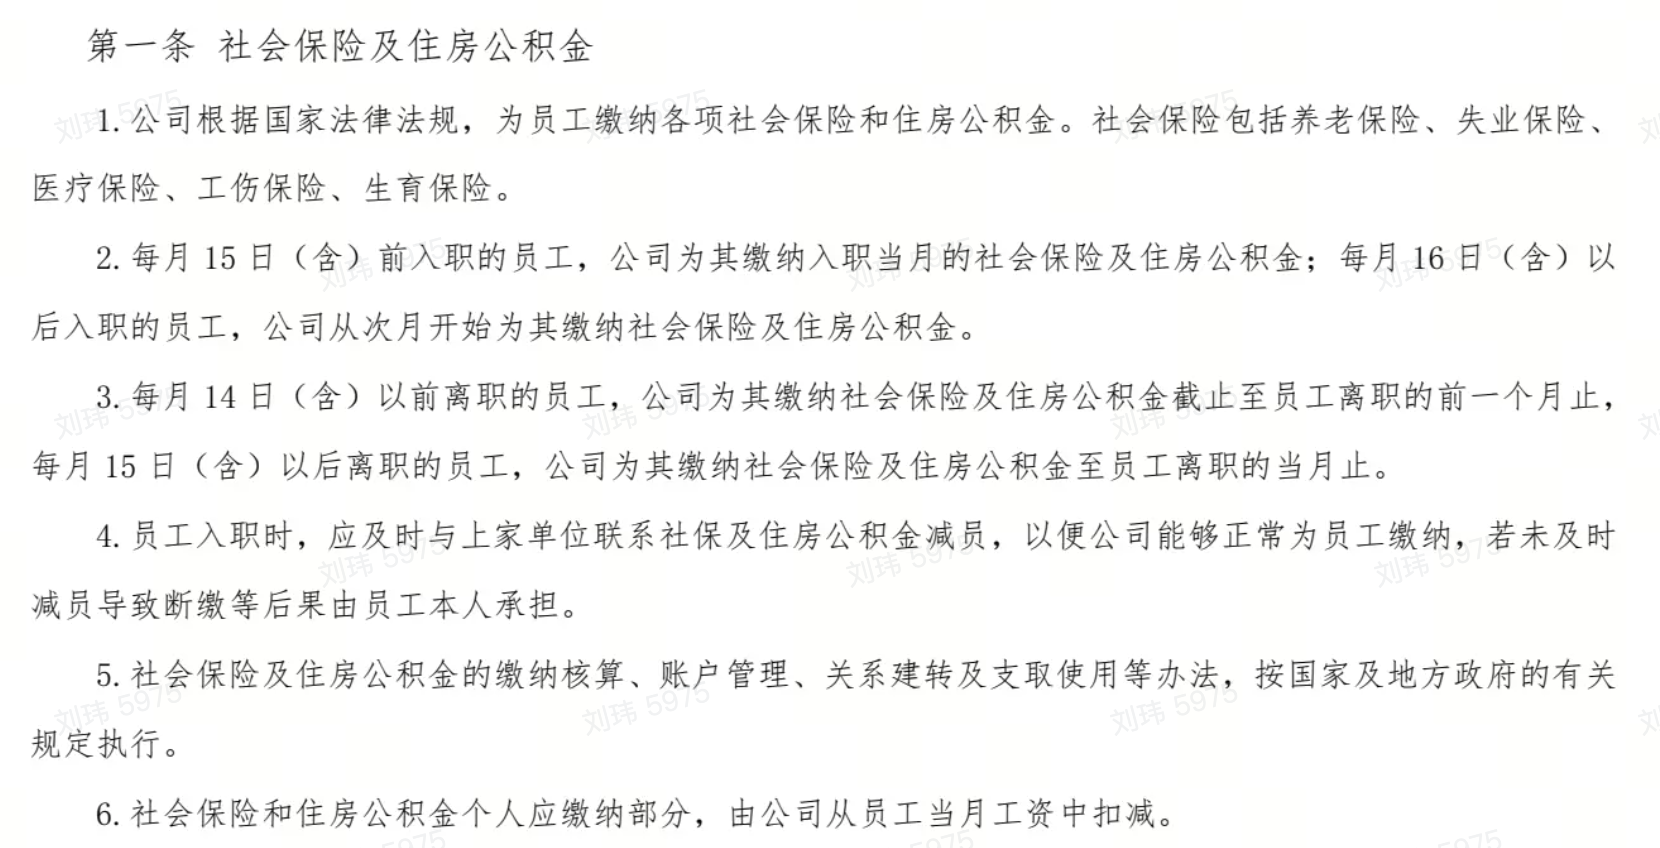 第一条 社会保险及住房公积金
1.公司根据国家法律法规，为员工缴纳各项社会保险和住房公积金。社会保险包括养老保险、失业保险、
医疗保险、工伤保险、生育保险。
2.每月 15 日（含）前入职的员工，公司为其缴纳入职当月的社会保险及住房公积金；每月 16 日（含）以
后入职的员工，公司从次月开始为其缴纳社会保险及住房公积金。
3.每月 14 日（含）以前离职的员工，公司为其缴纳社会保险及住房公积金截止至员工离职的前一个月止，
每月 15 日（含）以后离职的员工，公司为其缴纳社会保险及住房公积金至员工离职的当月止。
4.员工入职时，应及时与上家单位联系社保及住房公积金减员，以便公司能够正常为员工缴纳，若未及时
减员导致断缴等后果由员工本人承担。
5.社会保险及住房公积金的缴纳核算、账户管理、关系建转及支取使用等办法，按国家及地方政府的有关
规定执行。
6.社会保险和住房公积金个人应缴纳部分，由公司从员工当月工资中扣减。
刘玮 5975